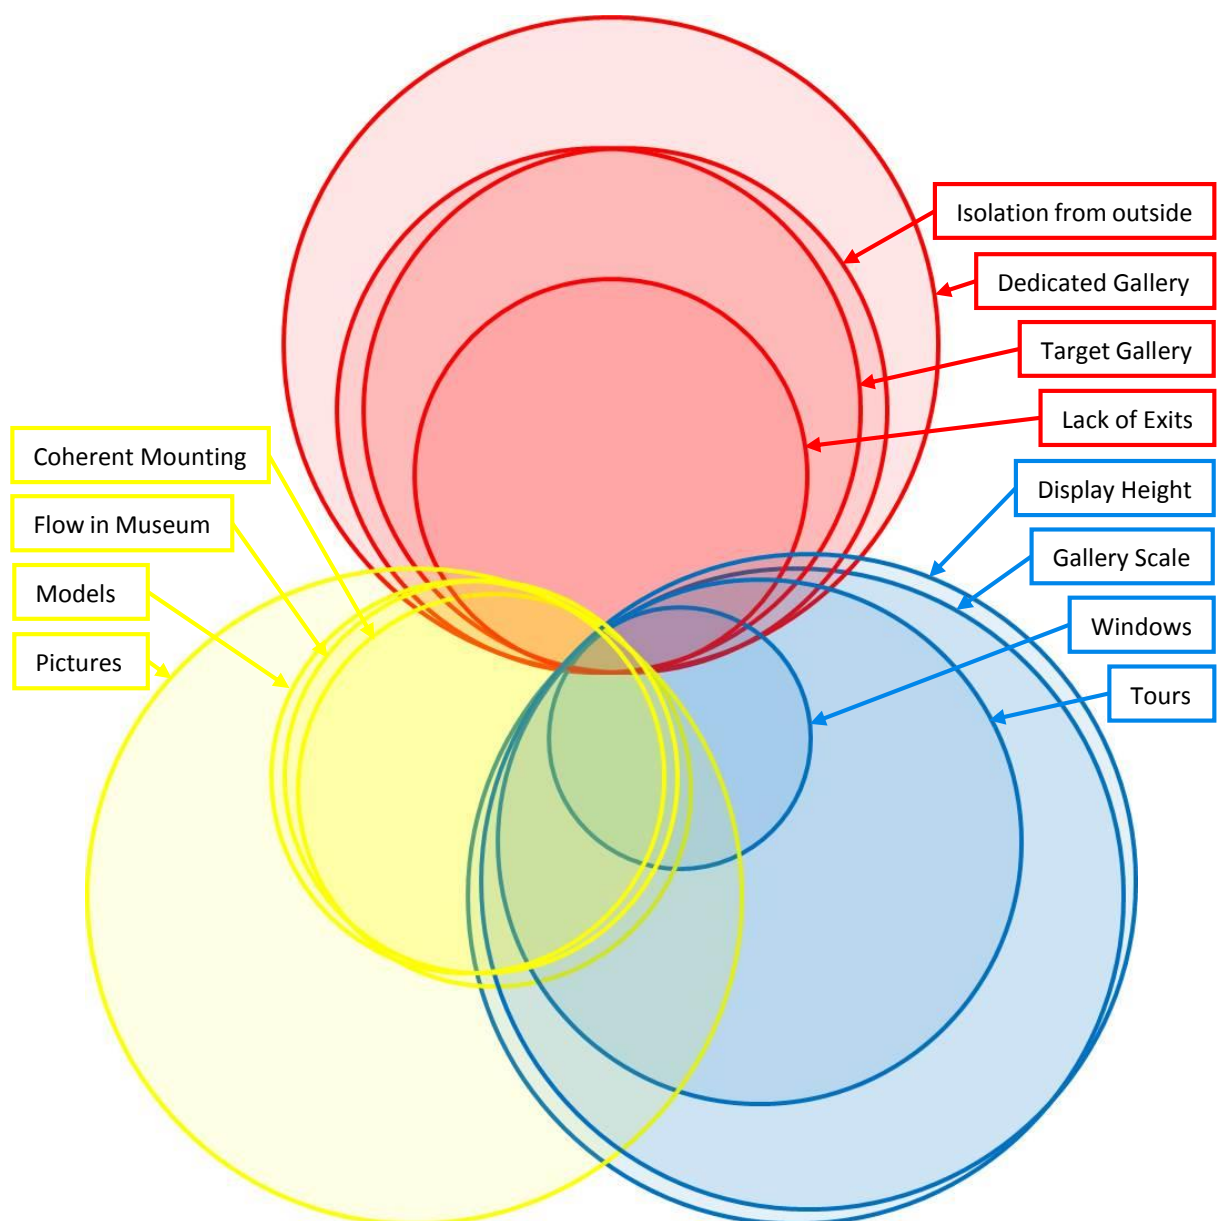 Isolation from outside
Dedicated Gallery
Target Gallery
Lack of Exits
Coherent Mounting
Flow in Museum
Models
Pictures
Display Height
Gallery Scale
Windows
Tours